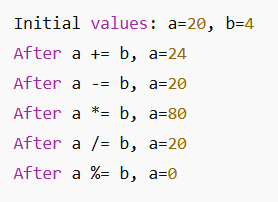 Initial values: a=20, b=4
After a += b, a=24
After a -= b, a=20
After a *= b, a=80
After a /= b, a=20
After a %= b, a=0